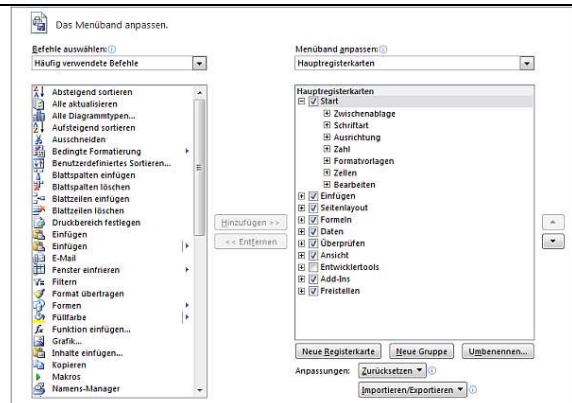 Das Menüband anpassen.
Befehle auswählen:
Häufig verwendete Befehle
Absteigend sortieren
Alle aktualisieren
Alle Diagrammtypen...
Aufsteigend sortieren
Ausschneiden
Bedingte Formatierung
Benutzerdefiniertes Sortieren...
Blattspalten einfügen
Blattspalten löschen
Blattzeilen einfügen
Blattzeilen löschen
Druckbereich festlegen
Einfügen
Einfügen
E-Mail
Fenster einfrieren
Filtern
Format übertragen
Formen
Füllfarbe
Funktion einfügen...
Grafik...
Inhalte einfügen...
Kopieren
Makros
Namens-Manager
Hinzufügen >>
<< Entfernen
Menüband anpassen:
Hauptregisterkarten
Hauptregisterkarten
Start
Zwischenablage
Schriftart
Ausrichtung
Zahl
Formatvorlagen
Zellen
Bearbeiten
Einfügen
Seitenlayout
Formeln
Daten
Überprüfen
Ansicht
Entwicklertools
Add-Ins
Freistellen
Neue Registerkarte Neue Gruppe Umbenennen...
Anpassungen: Zurücksetzen
Importieren/Exportieren